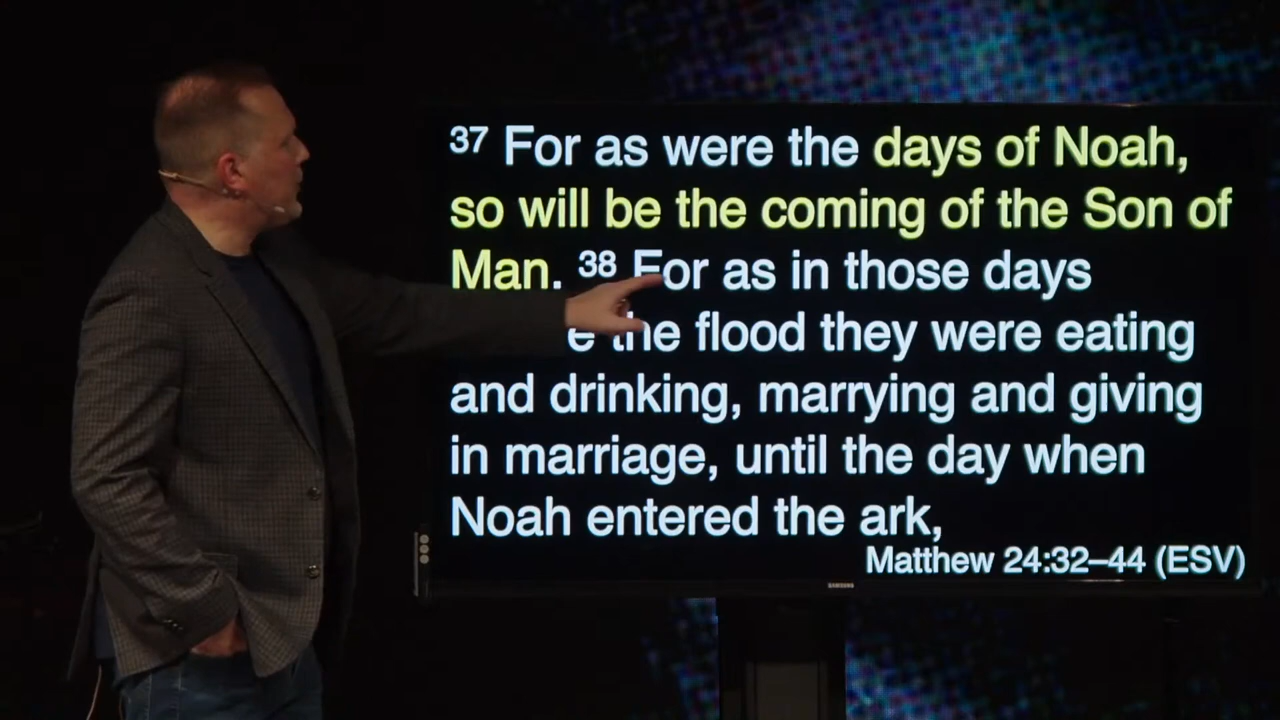 37 For as were the days of Noah,
so will be the coming of the Son of
Man. 38 For as in those days
e the flood they were eating
and drinking, marrying and giving
in marriage, until the day when
Noah entered the ark,
Matthew 24:32–44 (ESV)
SAMSUNG